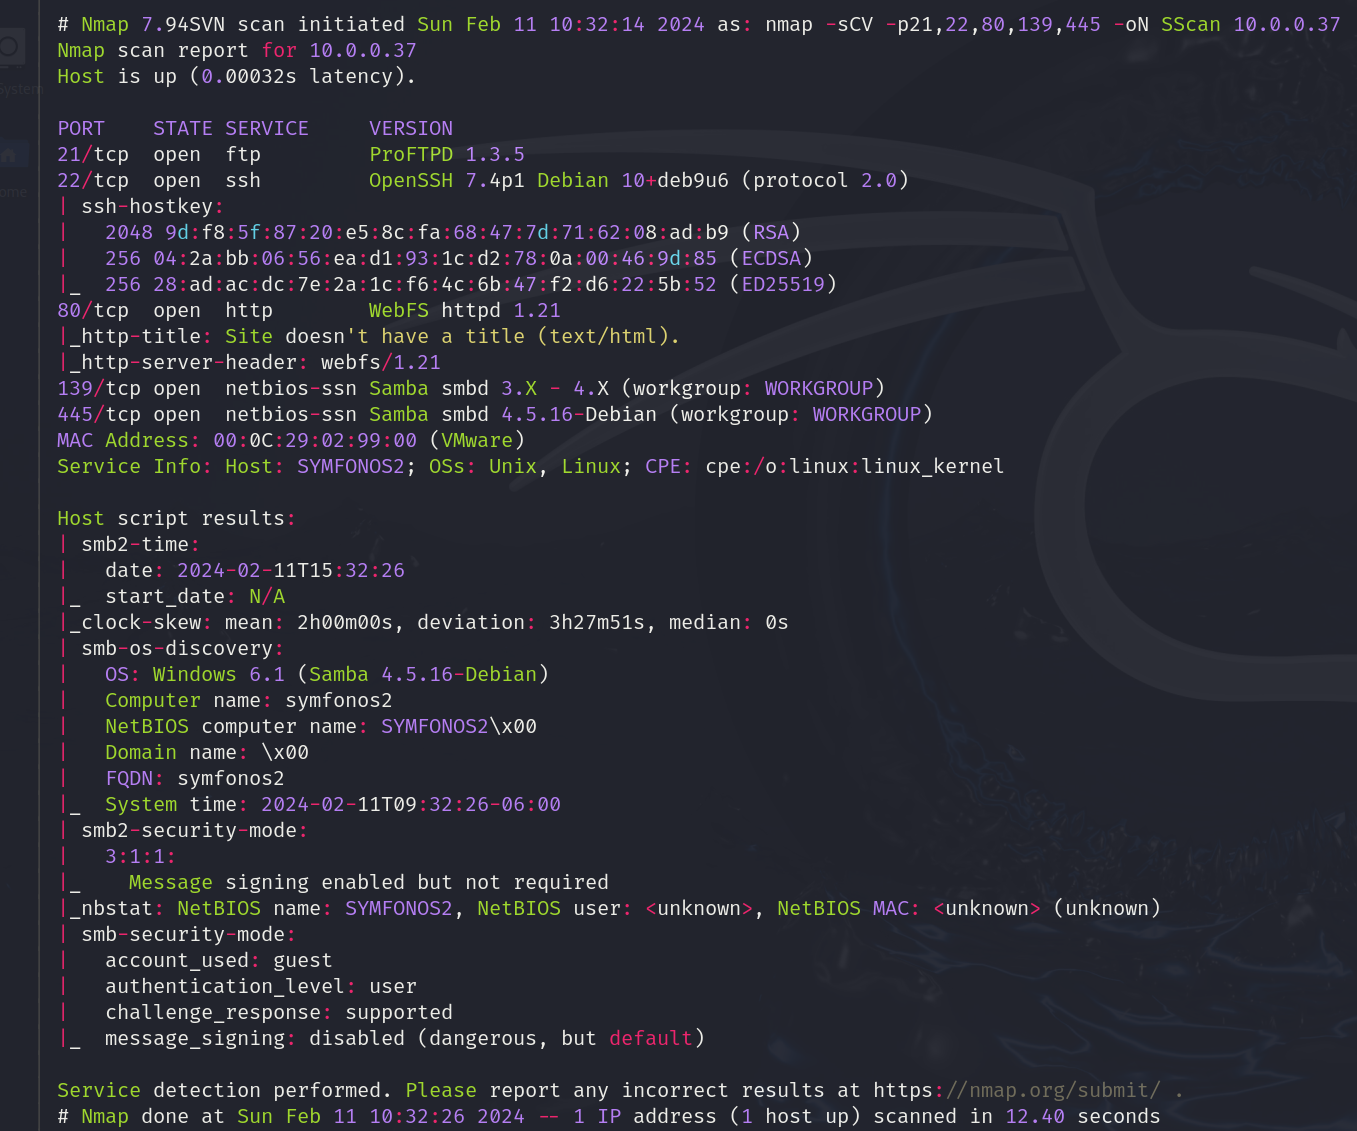 # Nmap 7.94SVN scan initiated Sun Feb 11 10:32:14 2024 as: nmap -sCV -p21,22,80,139,445 -oN SScan 10.0.0.37
Nmap scan report for 10.0.0.37
Host is up (0.00032s latency).
PORT    STATE SERVICE     VERSION
21/tcp  open  ftp         ProFTPD 1.3.5
22/tcp  open  ssh         OpenSSH 7.4p1 Debian 10+deb9u6 (protocol 2.0)
| ssh-hostkey:
|   2048 9d:f8:5f:87:20:e5:8c:fa:68:47:7d:71:62:08:ad:b9 (RSA)
|   256 04:2a:bb:06:56:ea:d1:93:1c:d2:78:0a:00:46:9d:85 (ECDSA)
|_  256 28:ad:ac:dc:7e:2a:1c:f6:4c:6b:47:f2:d6:22:5b:52 (ED25519)
80/tcp  open  http        WebFS httpd 1.21
|_http-title: Site doesn't have a title (text/html).
|_http-server-header: webfs/1.21
139/tcp open  netbios-ssn Samba smbd 3.X - 4.X (workgroup: WORKGROUP)
445/tcp open  netbios-ssn Samba smbd 4.5.16-Debian (workgroup: WORKGROUP)
MAC Address: 00:0C:29:02:99:00 (VMware)
Service Info: Host: SYMFONOS2; OSs: Unix, Linux; CPE: cpe:/o:linux:linux_kernel
Host script results:
| smb2-time:
|   date: 2024-02-11T15:32:26
|_  start_date: N/A
|_clock-skew: mean: 2h00m00s, deviation: 3h27m51s, median: 0s
| smb-os-discovery:
|   OS: Windows 6.1 (Samba 4.5.16-Debian)
|   Computer name: symfonos2
|   NetBIOS computer name: SYMFONOS2\x00
|   Domain name: \x00
|   FQDN: symfonos2
|_  System time: 2024-02-11T09:32:26-06:00
| smb2-security-mode:
|   3:1:1:
|_    Message signing enabled but not required
|_nbstat: NetBIOS name: SYMFONOS2, NetBIOS user: <unknown>, NetBIOS MAC: <unknown> (unknown)
| smb-security-mode:
|   account_used: guest
|   authentication_level: user
|   challenge_response: supported
|_  message_signing: disabled (dangerous, but default)
Service detection performed. Please report any incorrect results at https://nmap.org/submit/ .
# Nmap done at Sun Feb 11 10:32:26 2024 -- 1 IP address (1 host up) scanned in 12.40 seconds